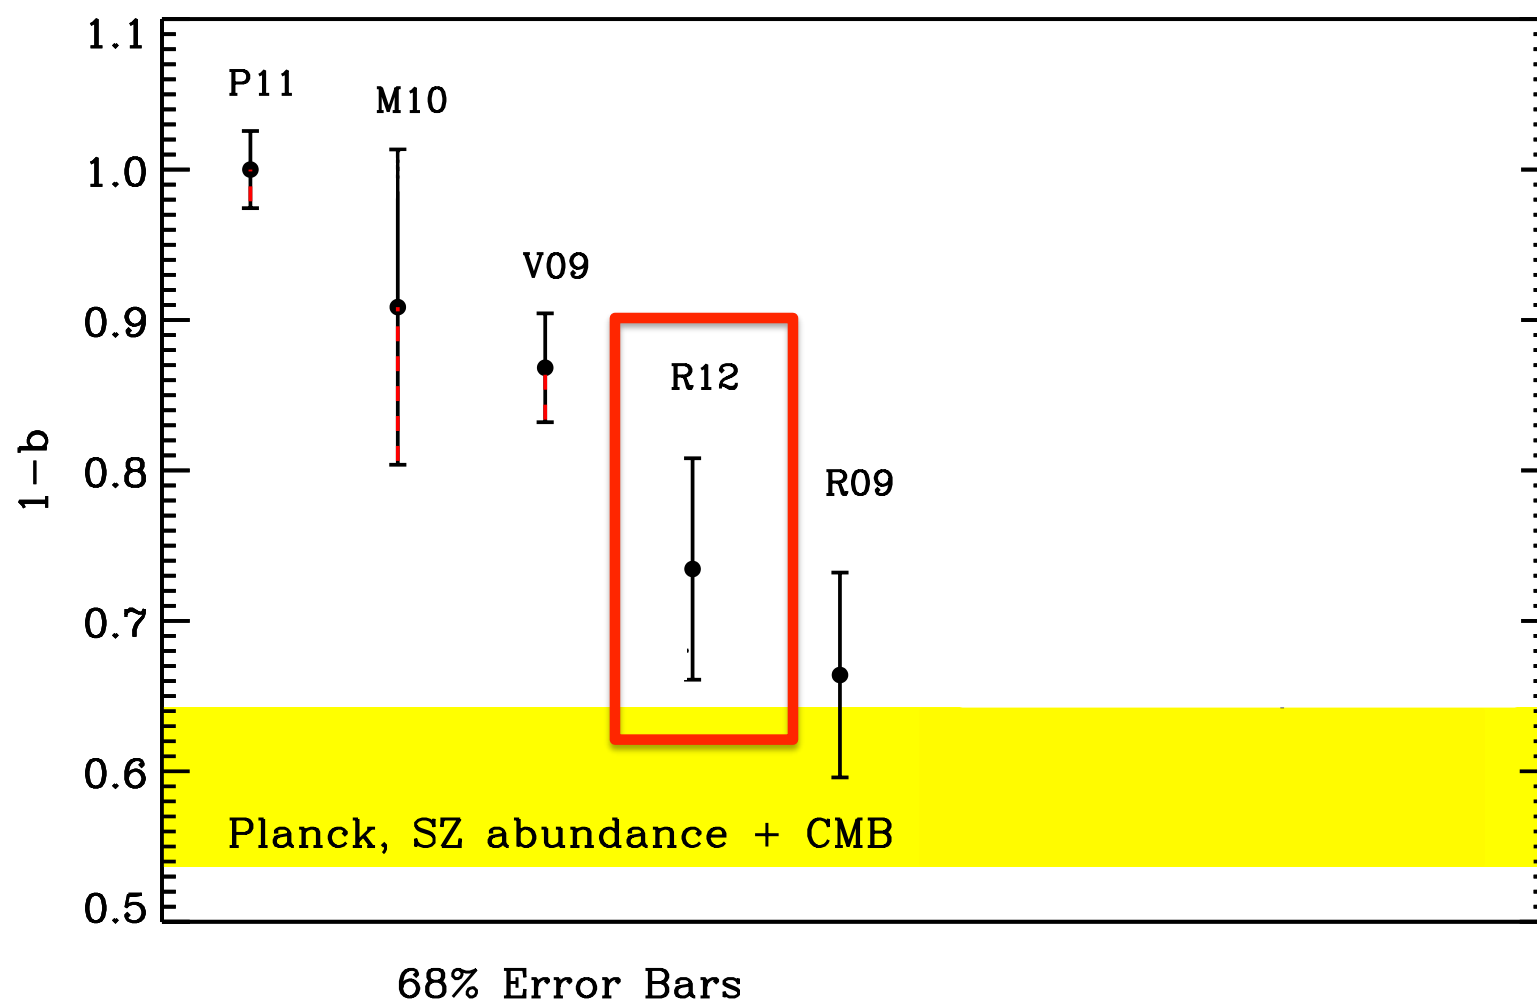 1.1
P11
M10
1.0
V09
0.9
R12
0.8
R09
1-b
0.7
0.6
Planck, SZ abundance + CMB
0.5
68% Error Bars